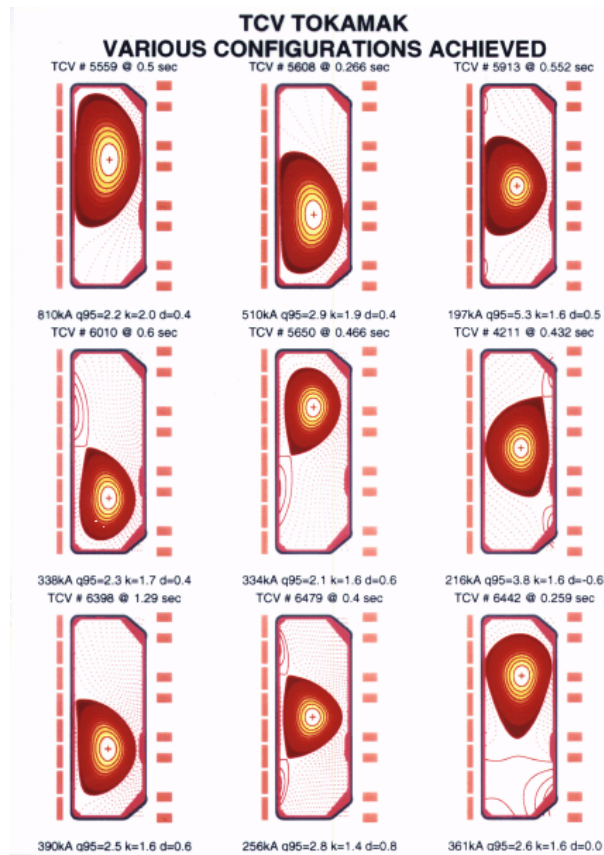 TCV TOKAMAK
VARIOUS CONFIGURATIONS ACHIEVED
TCV # 5559 @ 0.5 sec
TCV # 5608 @ 0.266 sec
TCV # 5913 @ 0.552 sec
810kA q95=2.2 k=2.0 d=0.4
510kA q95=2.9 k=1.9 d=0.4
197kA q95=5.3 k=1.6 d=0.5
TCV # 6010 @ 0.6 sec
TCV # 5650 @ 0.466 sec
TCV # 4211 @ 0.432 sec
338kA q95=2.3 k=1.7 d=0.4
334kA q95=2.1 k=1.6 d=0.6
216kA q95=3.8 k=1.6 d=-0.6
TCV # 6398 @ 1.29 sec
TCV # 6479 @ 0.4 sec
TCV # 6442 @ 0.259 sec
390kA q95=2.5 k=1.6 d=0.6
256kA q95=2.8 k=1.4 d=0.8
361kA q95=2.6 k=1.6 d=0.0